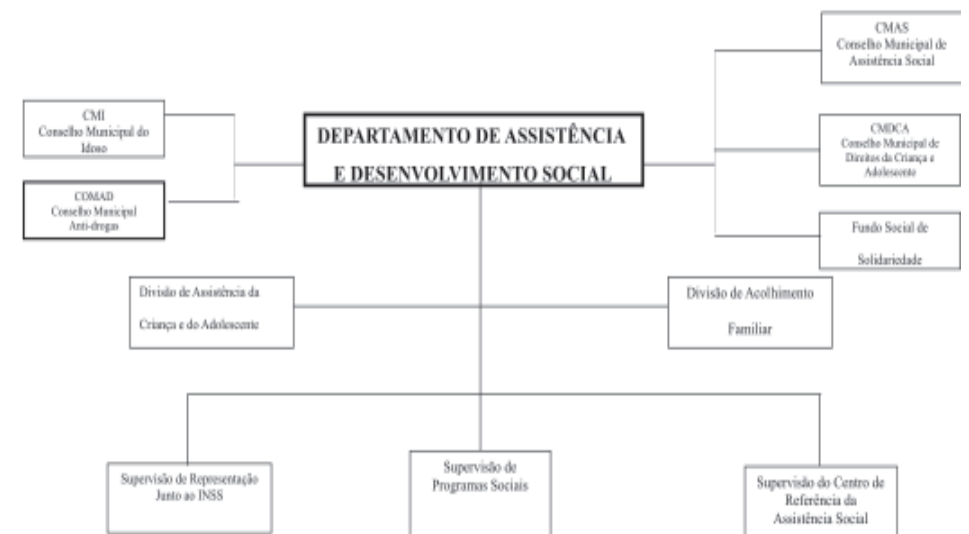 CMAS
Conselho Municipal de
Assistência Social
CMI
Conselho Municipal do
Idoso
DEPARTAMENTO DE ASSISTÊNCIA
E DESENVOLVIMENTO SOCIAL
CMDCA
Conselho Municipal de
Direitos da Criança e
Adolescente
COMAD
Conselho Municipal
Anti-drogas
Fundo Social de
Solidariedade
Divisão de Assistência da
Criança e do Adolescente
Divisão de Acolhimento
Familiar
Supervisão de Representação
Junto ao INSS
Supervisão de
Programas Sociais
Supervisão do Centro de
Referência da
Assistência Social